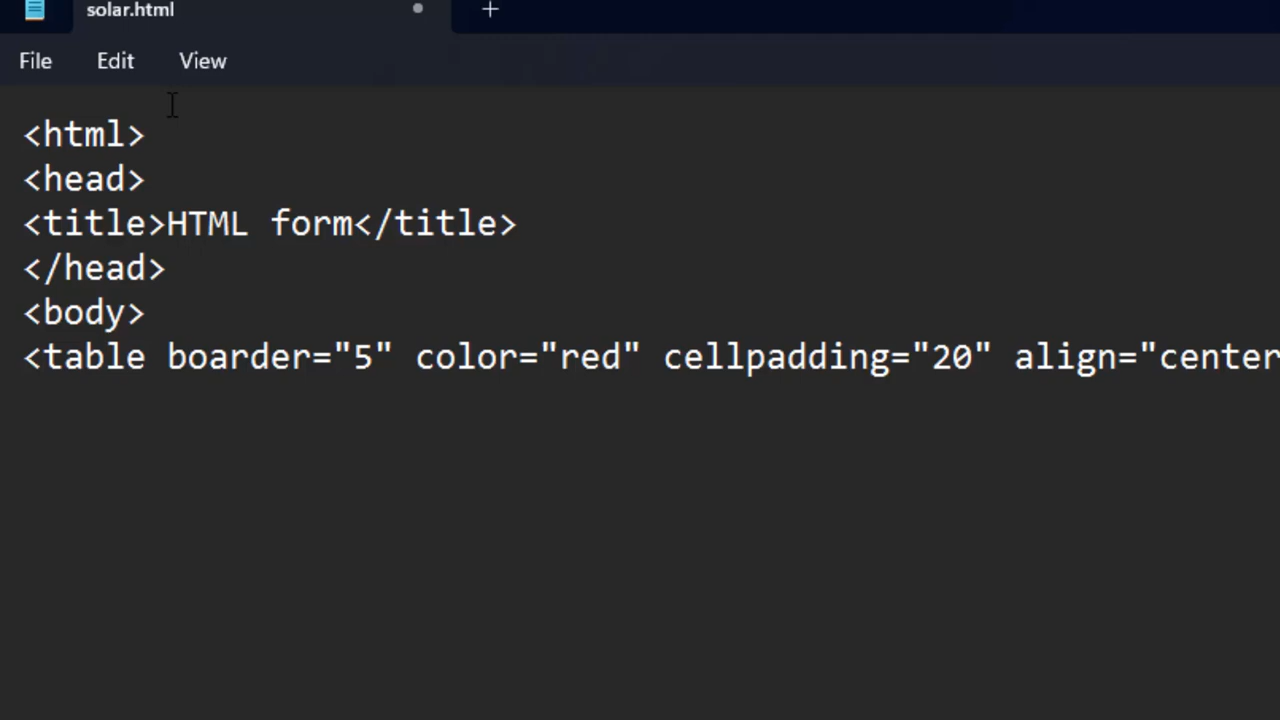 solar.html
File Edit View
<html>
<head>
<title>HTML form</title>
</head>
<body>
<table boarder="5" color="red" cellpadding="20" align="center